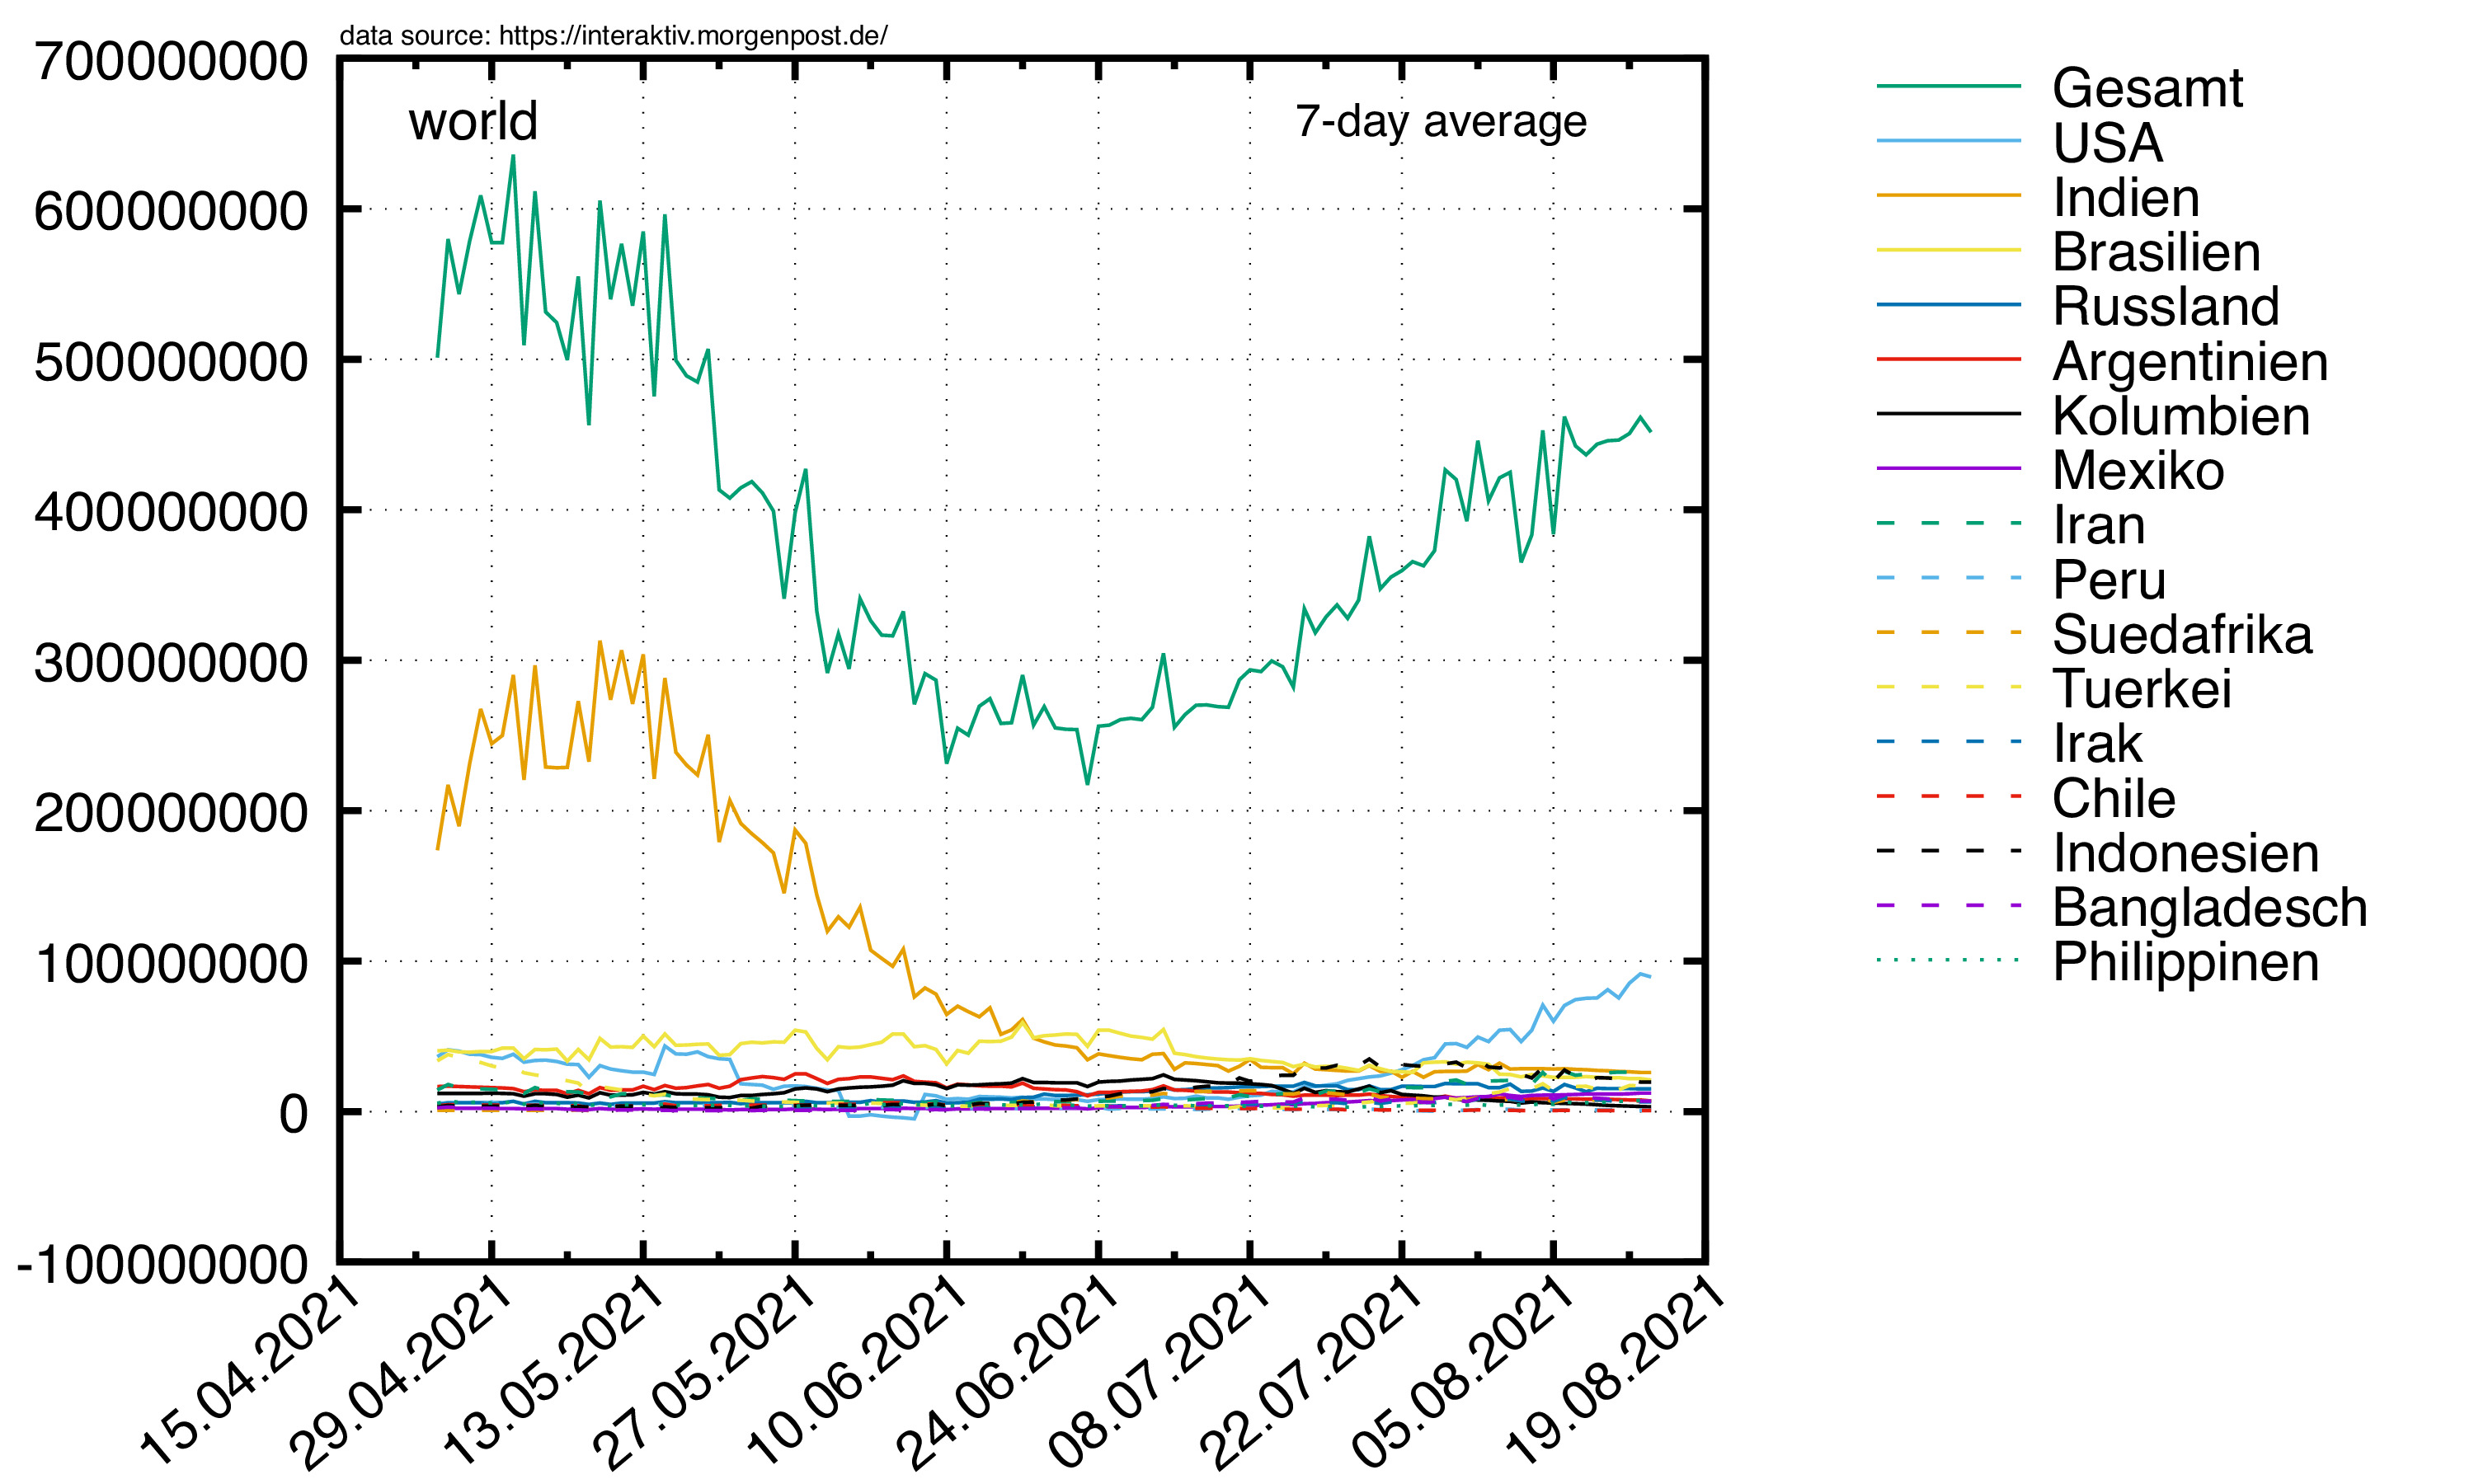 data source: https://interaktiv.morgenpost.de/
world
7-day average
700000000
600000000
500000000
400000000
300000000
200000000
100000000
0
-100000000
15.04.2021
29.04.2021
13.05.2021
27.05.2021
10.06.2021
24.06.2021
08.07.2021
22.07.2021
05.08.2021
19.08.2021
Gesamt
USA
Indien
Brasilien
Russland
Argentinien
Kolumbien
Mexiko
Iran
Peru
Suedafrika
Tuerkei
Irak
Chile
Indonesien
Bangladesch
Philippinen